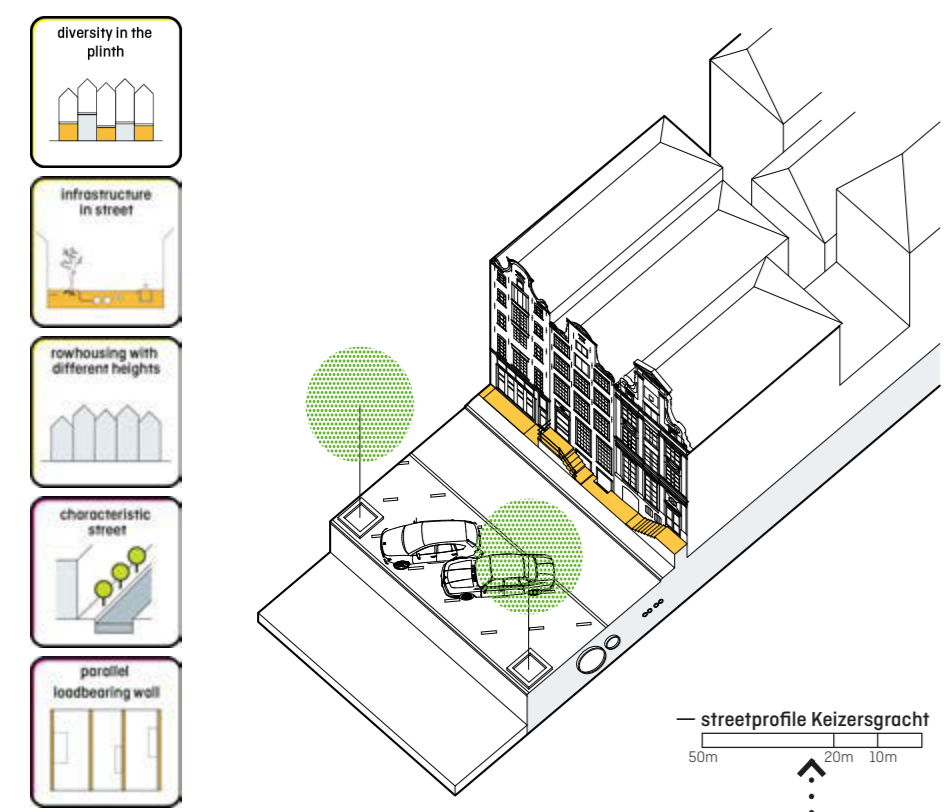 diversity in the
plinth
infrastructure
in street
rowhousing with
different heights
characteristic
street
parallel
loadbearing wall
— streetprofile Keizersgracht
50m 20m 10m